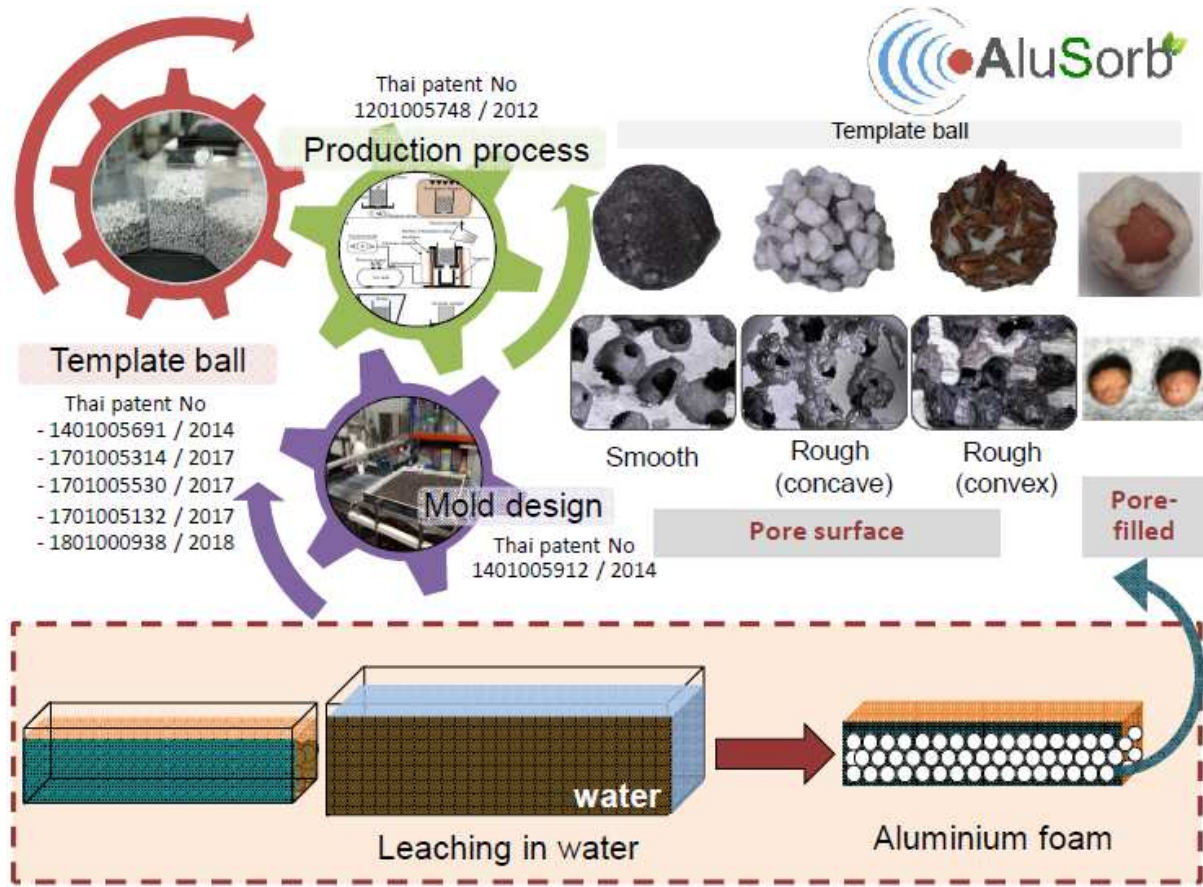 AluSorb
Thai patent No
1201005748 / 2012
Production process
Template ball
Template ball
Thai patent No
- 1401005691 / 2014
- 1701005314 / 2017
- 1701005530 / 2017
- 1701005132 / 2017
- 1801000938 / 2018
Mold design
Thai patent No
1401005912 / 2014
Smooth
Rough
(concave)
Rough
(convex)
Pore surface
Pore-
filled
water
Leaching in water
Aluminium foam